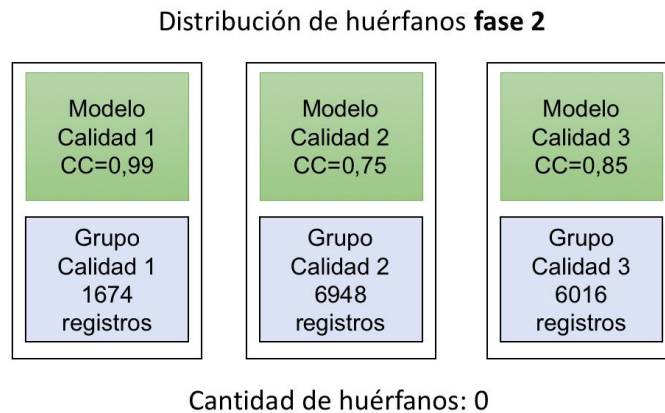 Distribución de huérfanos fase 2
Modelo
Calidad 1
CC=0,99
Grupo
Calidad 1
1674
registros
Modelo
Calidad 2
CC=0,75
Grupo
Calidad 2
6948
registros
Modelo
Calidad 3
CC=0,85
Grupo
Calidad 3
6016
registros
Cantidad de huérfanos: 0